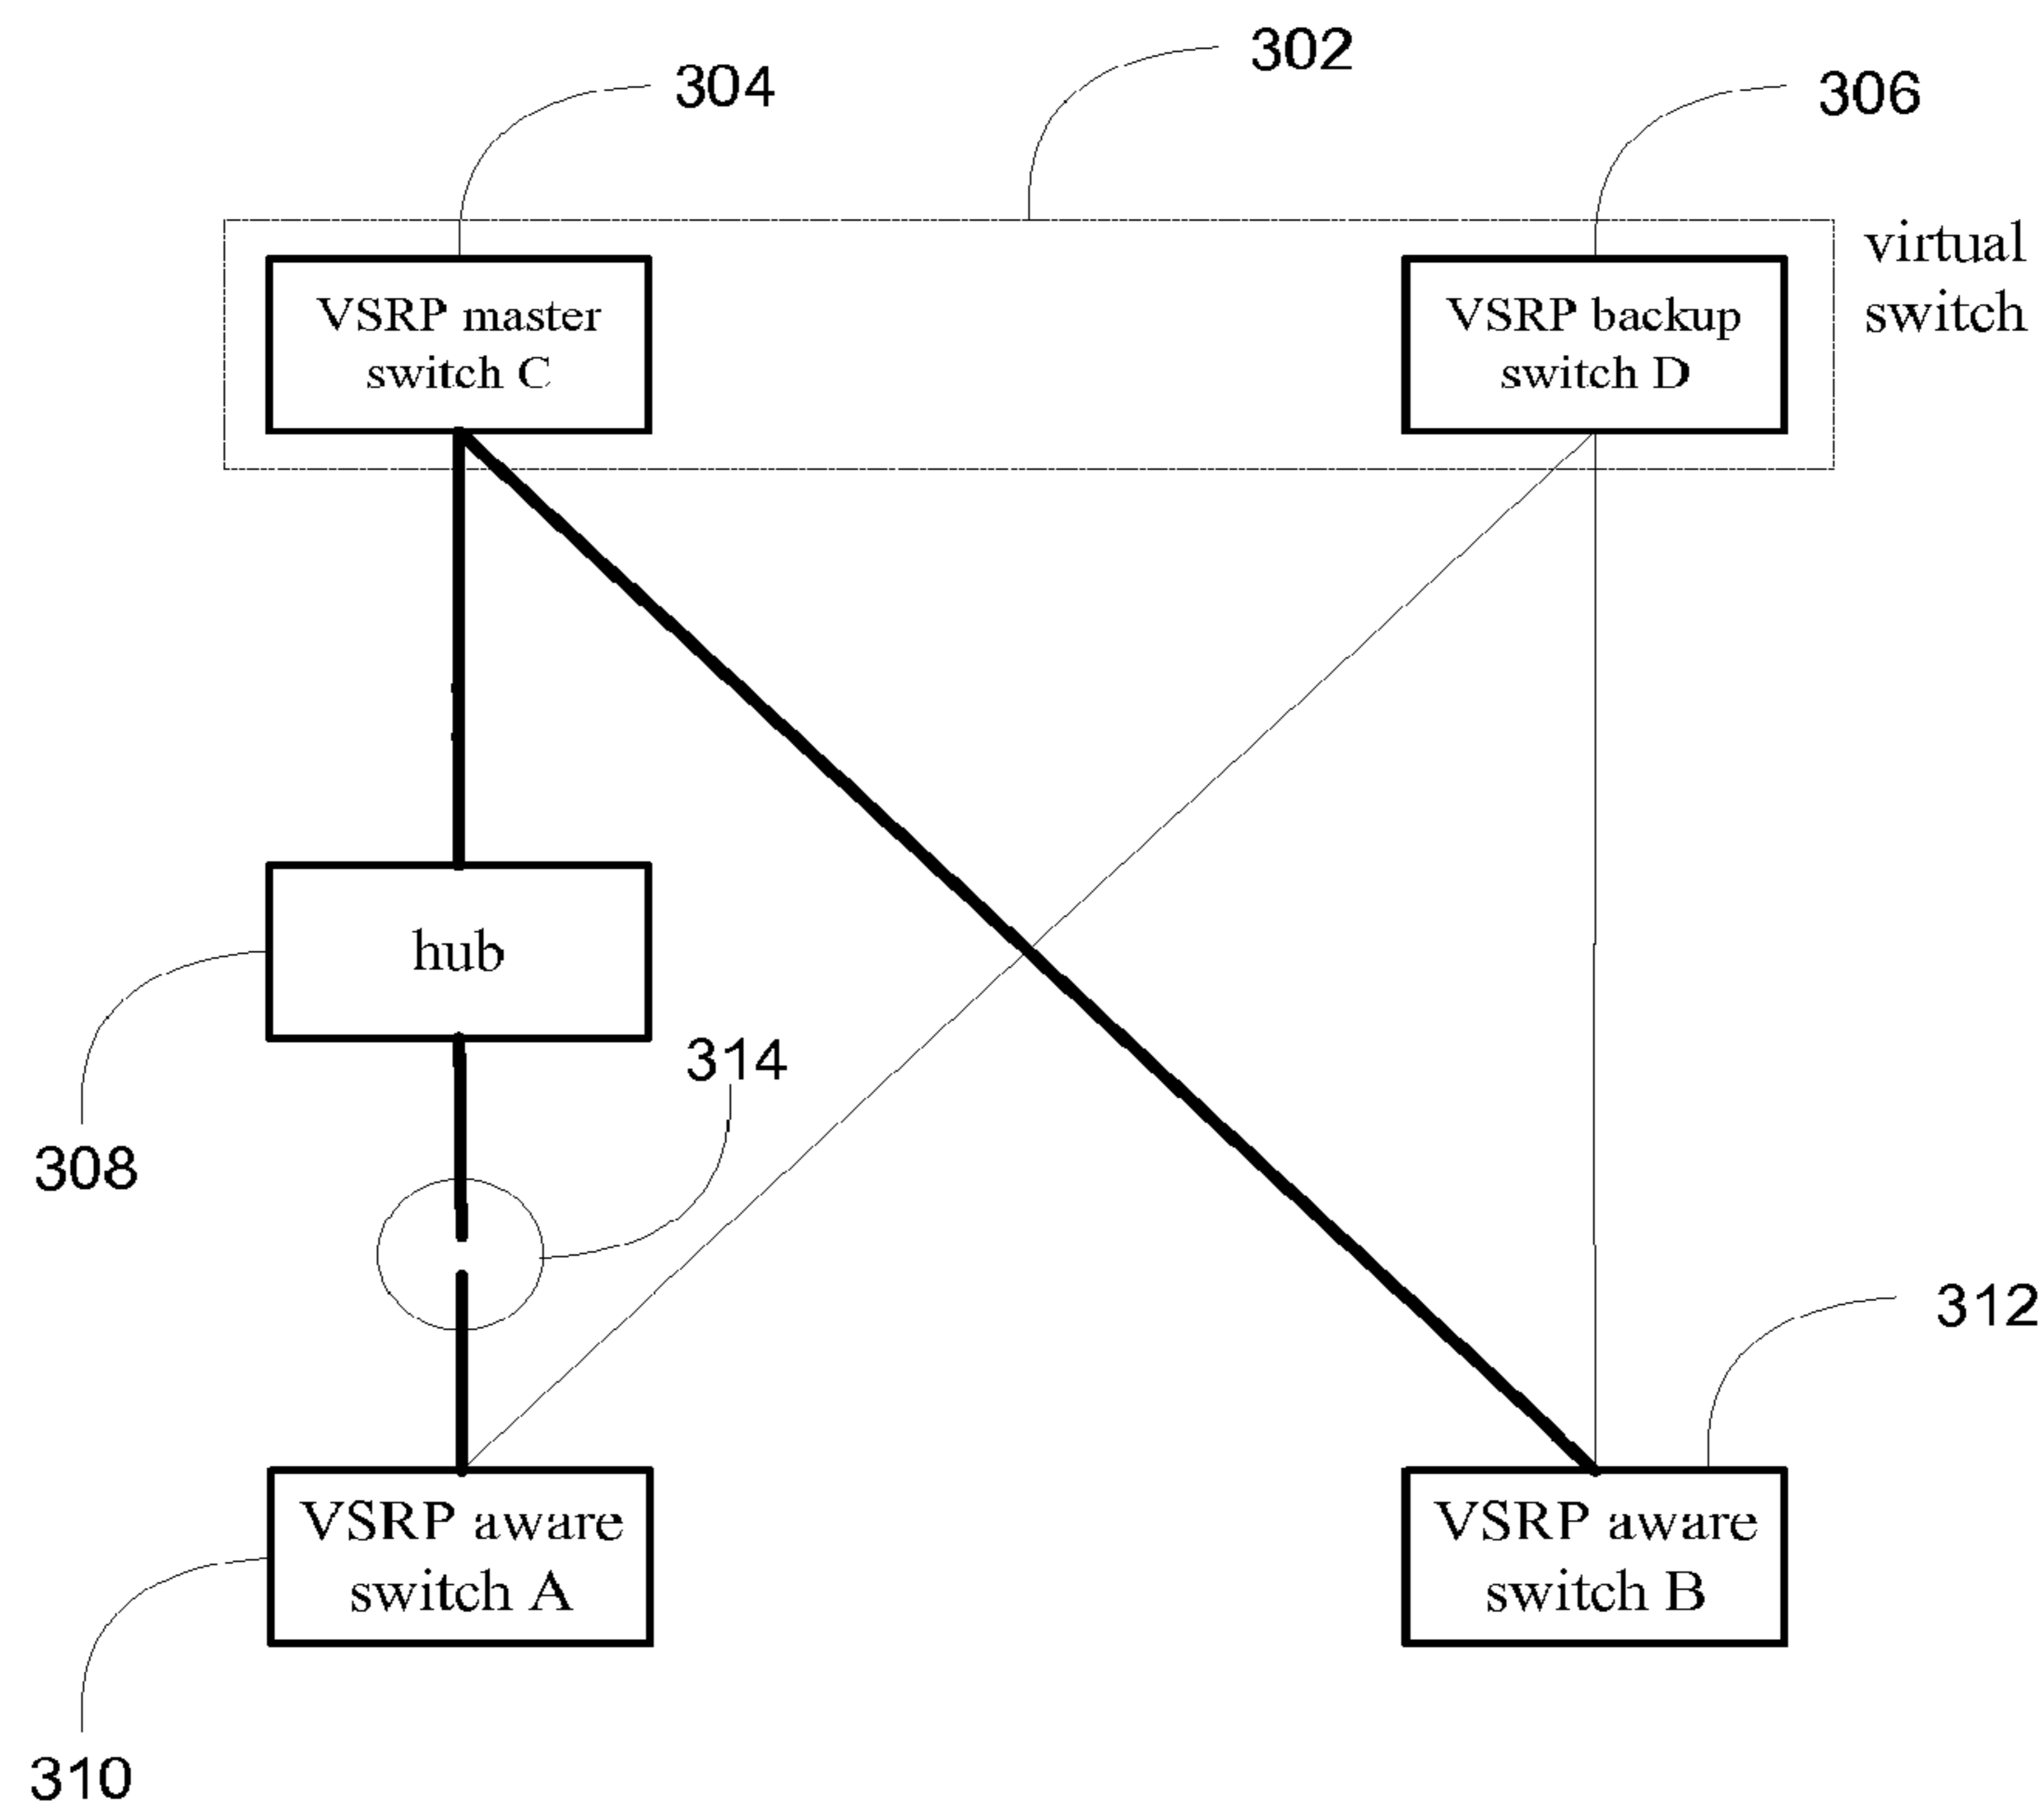 302
304
306
virtual
switch
VSRP master
switch C
VSRP backup
switch D
hub
314
308
312
VSRP aware
switch A
VSRP aware
switch B
310